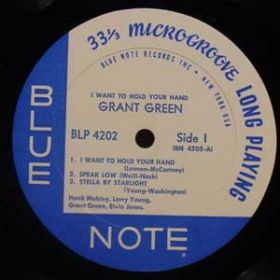 33⅓ MICROGROOVE LONG PLAYING
BLUE NOTE RECORDS INC • NEW YORK USA
BLUE
NOTE
I WANT TO HOLD YOUR HAND
GRANT GREEN
BLP 4202
Side 1
(BN 4202-A)
1. I WANT TO HOLD YOUR HAND
(Lennon-McCartney)
2. SPEAK LOW (Weill-Nash)
3. STELLA BY STARLIGHT
(Young-Washington)
Hank Mobley, Larry Young,
Grant Green, Elvin Jones.